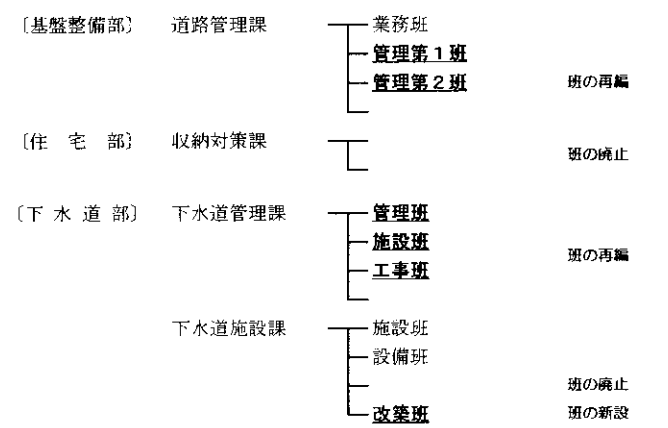 〔基盤整備部〕 道路管理課 業務班
管理第1班
管理第2班 班の再編
〔住 宅 部〕 収納対策課
班の廃止
〔下 水 道 部〕 下水道管理課 管理班
施設班
工事班 班の再編
下水道施設課 施設班
設備班
班の廃止
改築班 班の新設